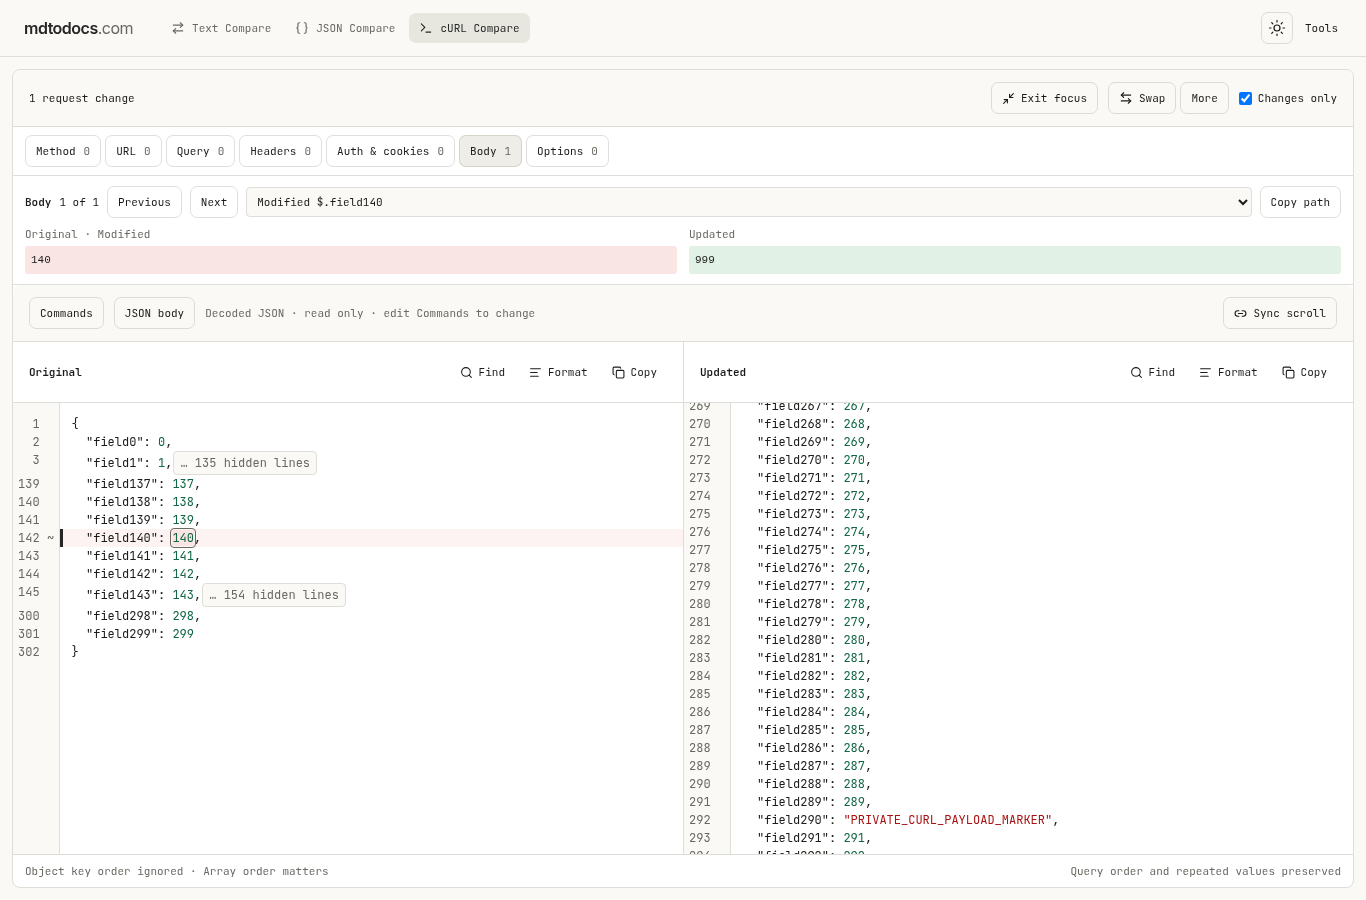 mdtodocs.com
Text Compare
JSON Compare
cURL Compare
Tools
1 request change
Exit focus
Swap
More
Changes only
Method 0
URL 0
Query 0
Headers 0
Auth & cookies 0
Body 1
Options 0
Body 1 of 1
Previous
Next
Modified $.field140
Copy path
Original · Modified
Updated
140
999
Commands
JSON body
Decoded JSON · read only · edit Commands to change
Sync scroll
Original
Find
Format
Copy
1 {
2 "field0": 0,
3 "field1": 1,… 135 hidden lines
139 "field137": 137,
140 "field138": 138,
141 "field139": 139,
142 ~ "field140": 140,
143 "field141": 141,
144 "field142": 142,
145 "field143": 143,… 154 hidden lines
300 "field298": 298,
301 "field299": 299
302 }
Updated
Find
Format
Copy
269 "field267": 267,
270 "field268": 268,
271 "field269": 269,
272 "field270": 270,
273 "field271": 271,
274 "field272": 272,
275 "field273": 273,
276 "field274": 274,
277 "field275": 275,
278 "field276": 276,
279 "field277": 277,
280 "field278": 278,
281 "field279": 279,
282 "field280": 280,
283 "field281": 281,
284 "field282": 282,
285 "field283": 283,
286 "field284": 284,
287 "field285": 285,
288 "field286": 286,
289 "field287": 287,
290 "field288": 288,
291 "field289": 289,
292 "field290": "PRIVATE_CURL_PAYLOAD_MARKER",
293 "field291": 291,
Object key order ignored · Array order matters
Query order and repeated values preserved